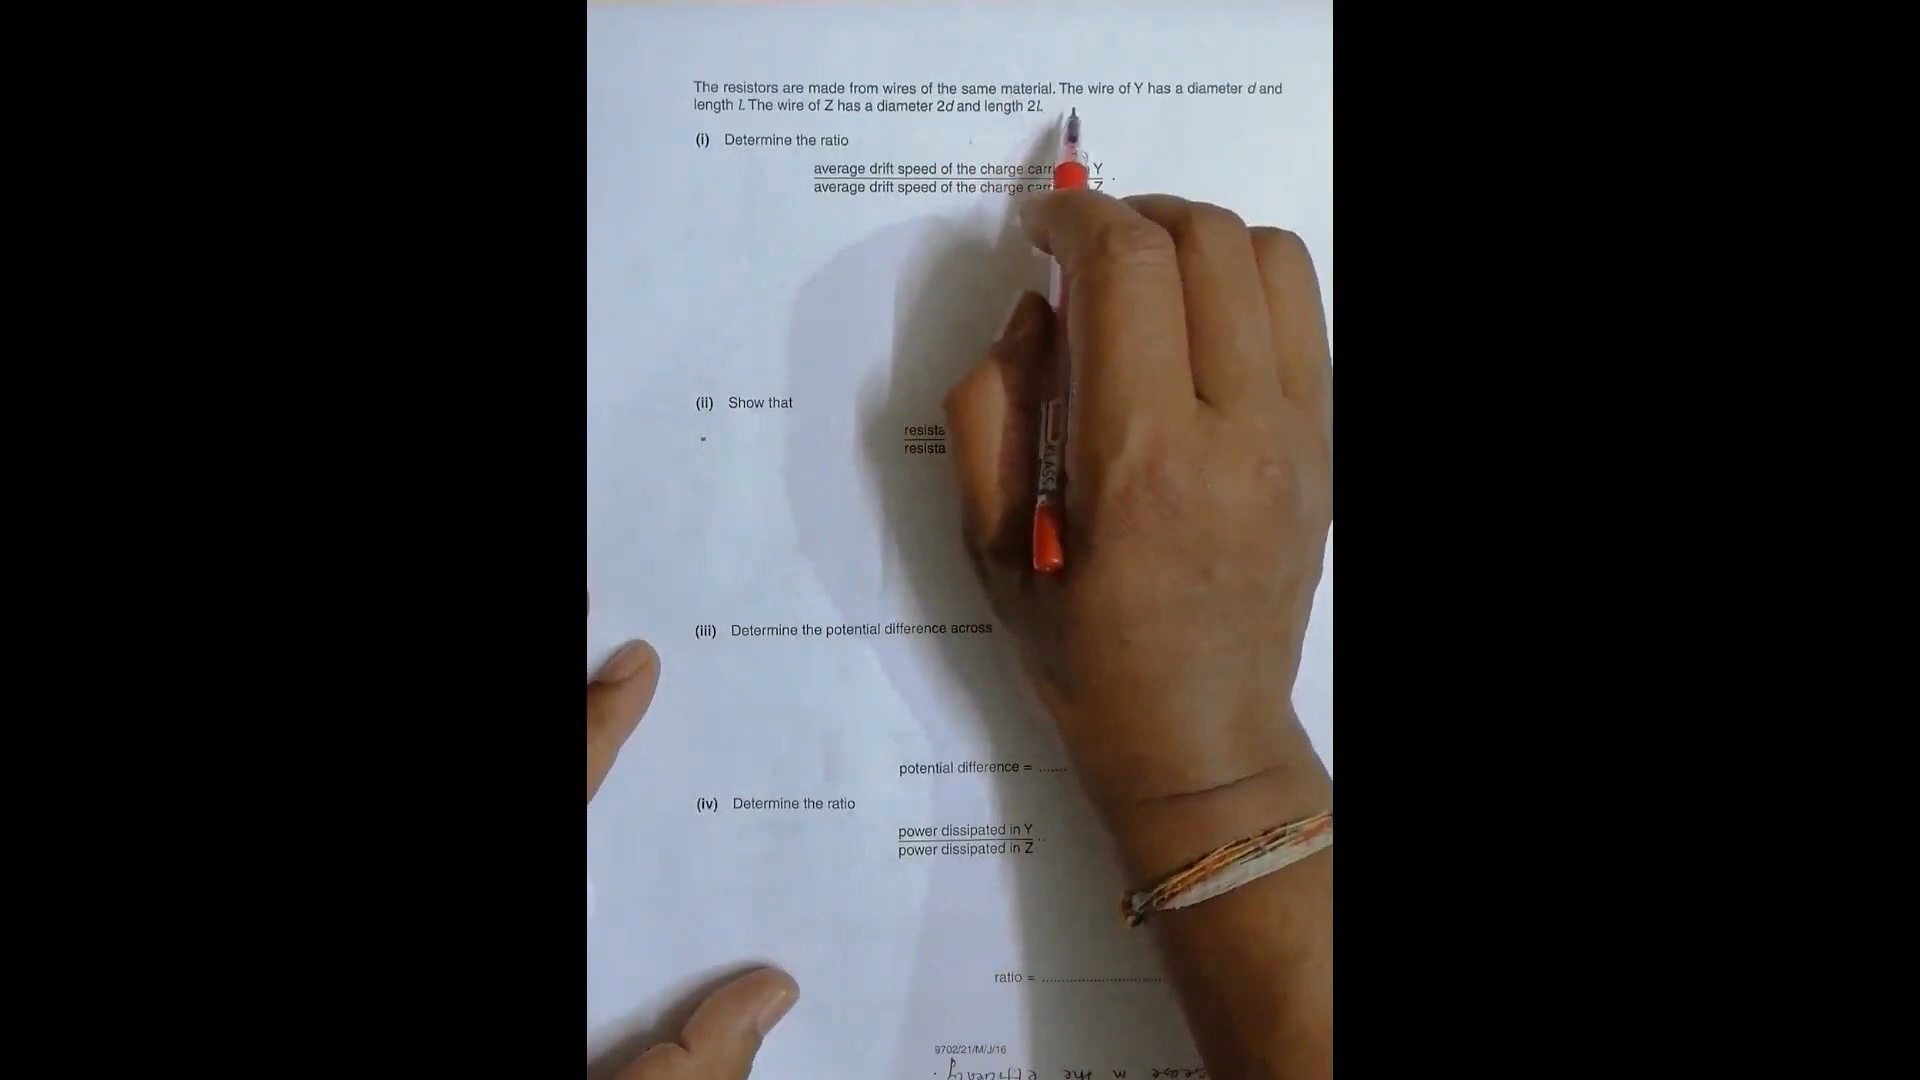 The resistors are made from wires of the same material. The wire of Y has a diameter d and
length l. The wire of Z has a diameter 2d and length 2l.
(i) Determine the ratio
average drift speed of the charge carr Y
average drift speed of the charge carr Z
(ii) Show that
resista
resista
(iii) Determine the potential difference across
potential difference = .......
(iv) Determine the ratio
power dissipated in Y
power dissipated in Z
ratio = ..............................
9702/21/M/J/16
KLASS